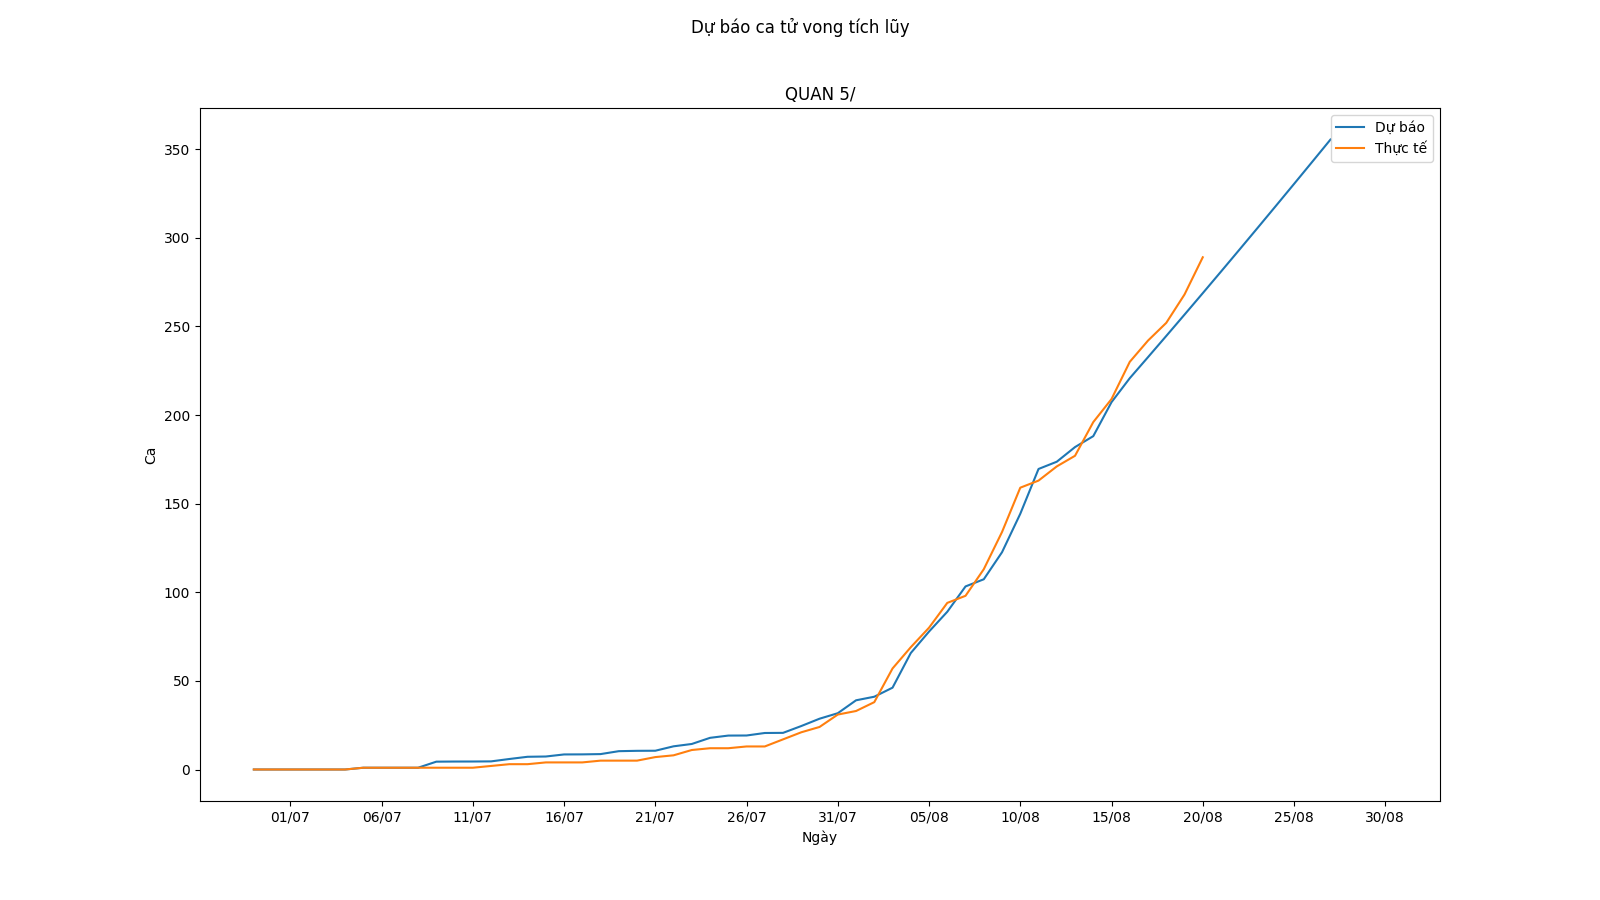 Dự báo ca tử vong tích lũy
QUAN 5/
Dự báo
Thực tế
350
300
250
200
150
100
50
0
Ca
01/07 06/07 11/07 16/07 21/07 26/07 31/07 05/08 10/08 15/08 20/08 25/08 30/08
Ngày